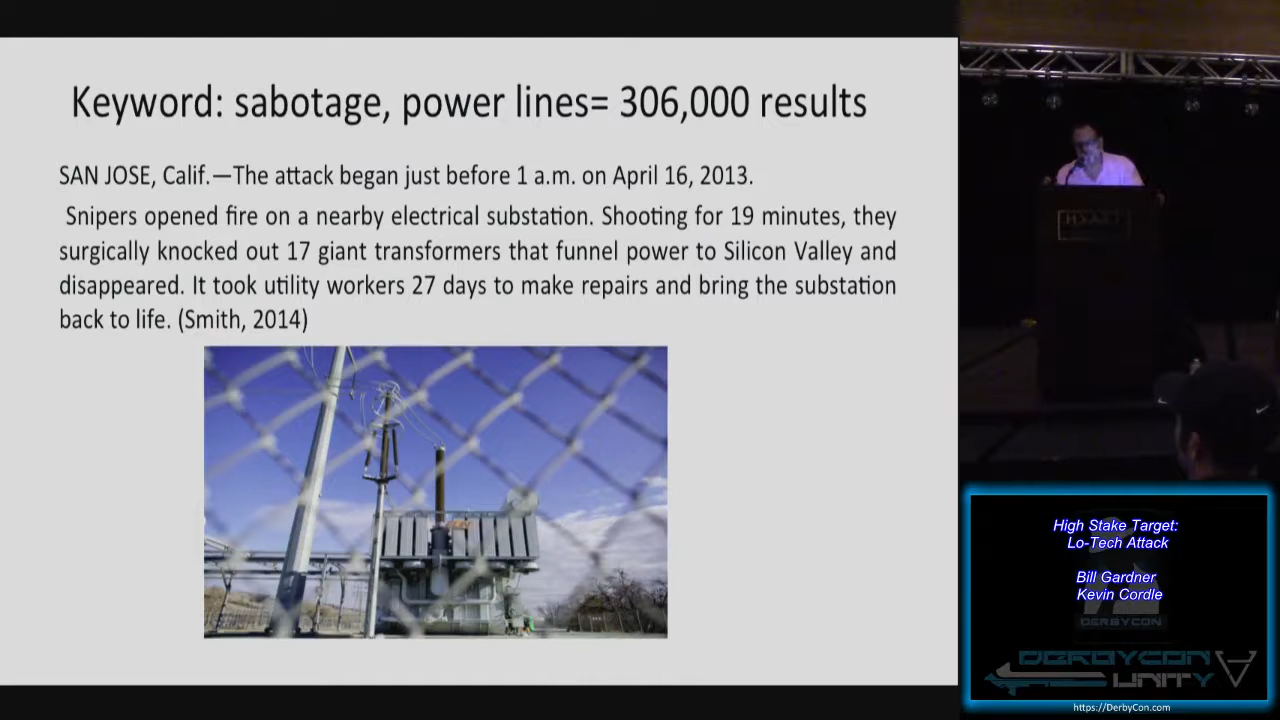 Keyword: sabotage, power lines= 306,000 results
SAN JOSE, Calif.—The attack began just before 1 a.m. on April 16, 2013.
Snipers opened fire on a nearby electrical substation. Shooting for 19 minutes, they
surgically knocked out 17 giant transformers that funnel power to Silicon Valley and
disappeared. It took utility workers 27 days to make repairs and bring the substation
back to life. (Smith, 2014)
HYATT
High Stake Target:
Lo-Tech Attack
Bill Gardner
Kevin Cordle
DERBYCON
DERBYCON
UNITY
https://DerbyCon.com